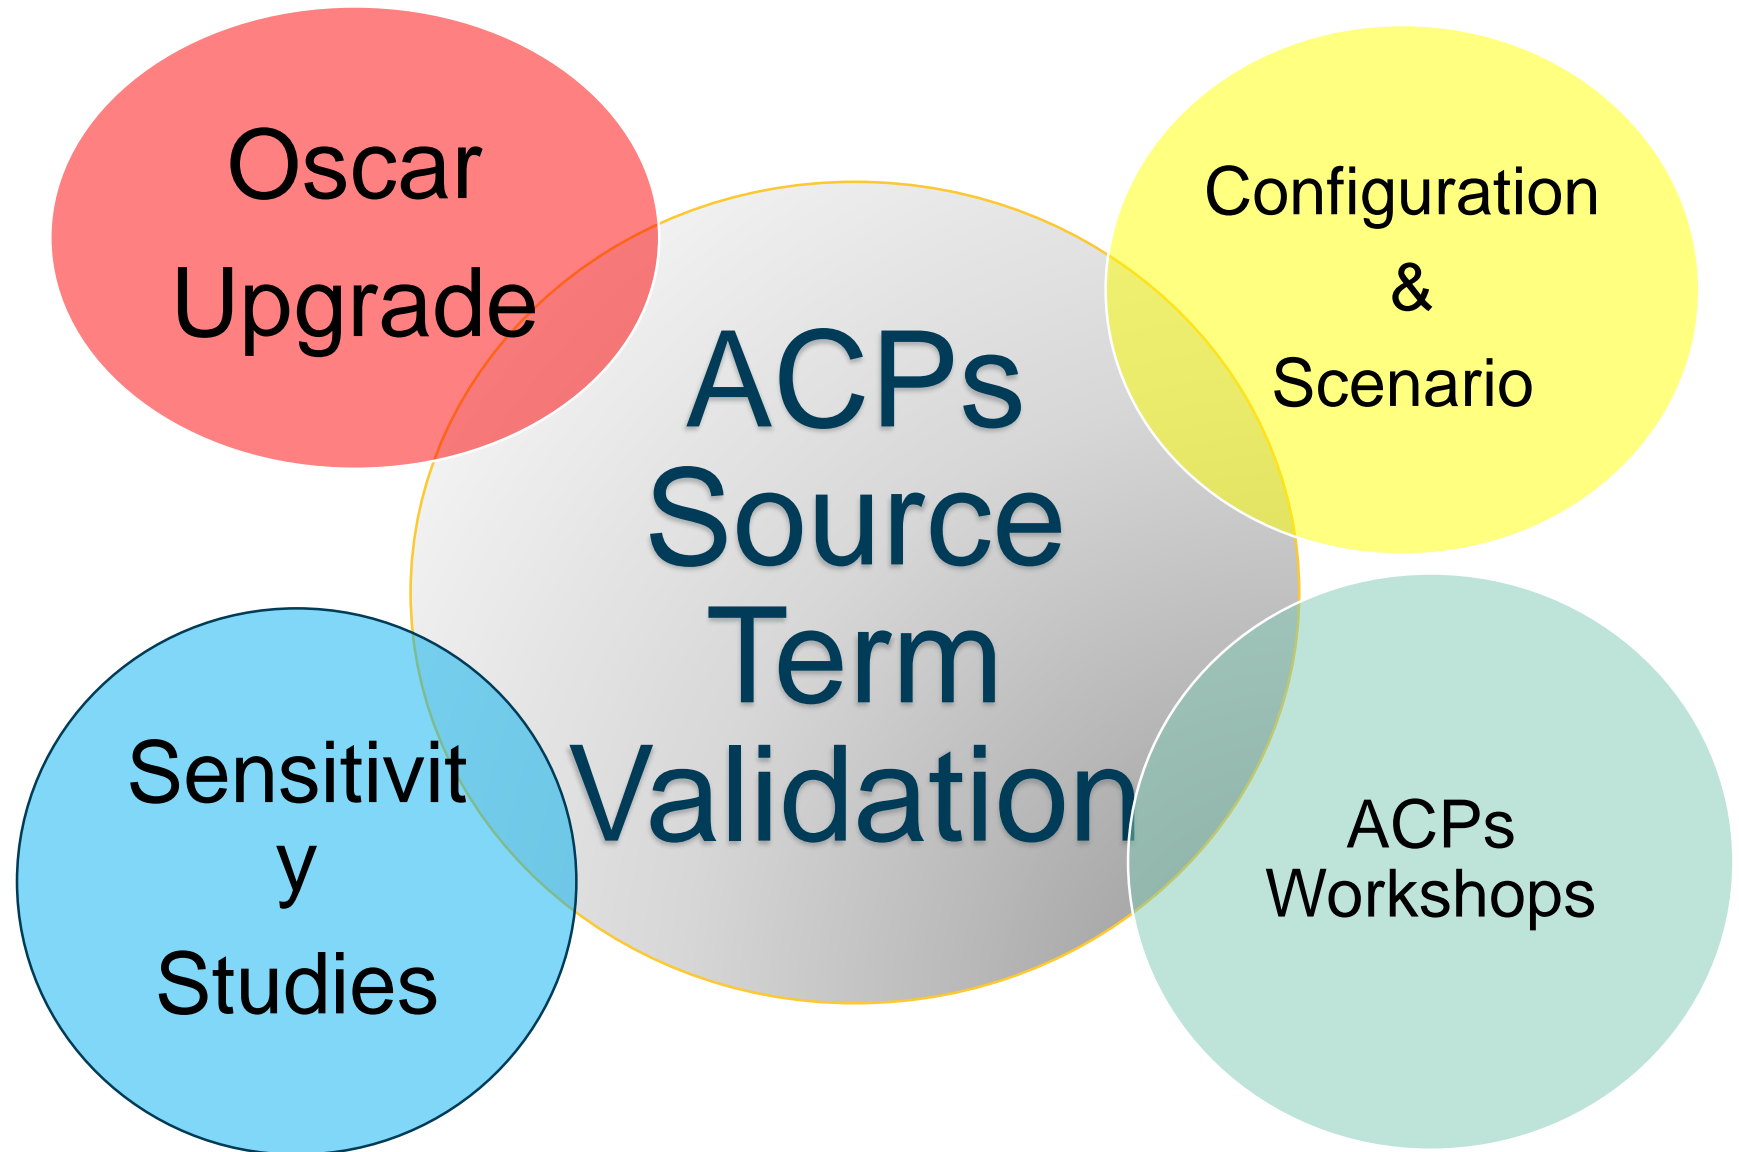 Oscar
Upgrade
Configuration
&
Scenario
ACPs
Source
Term
Validation
Sensitivit
y
Studies
ACPs
Workshops